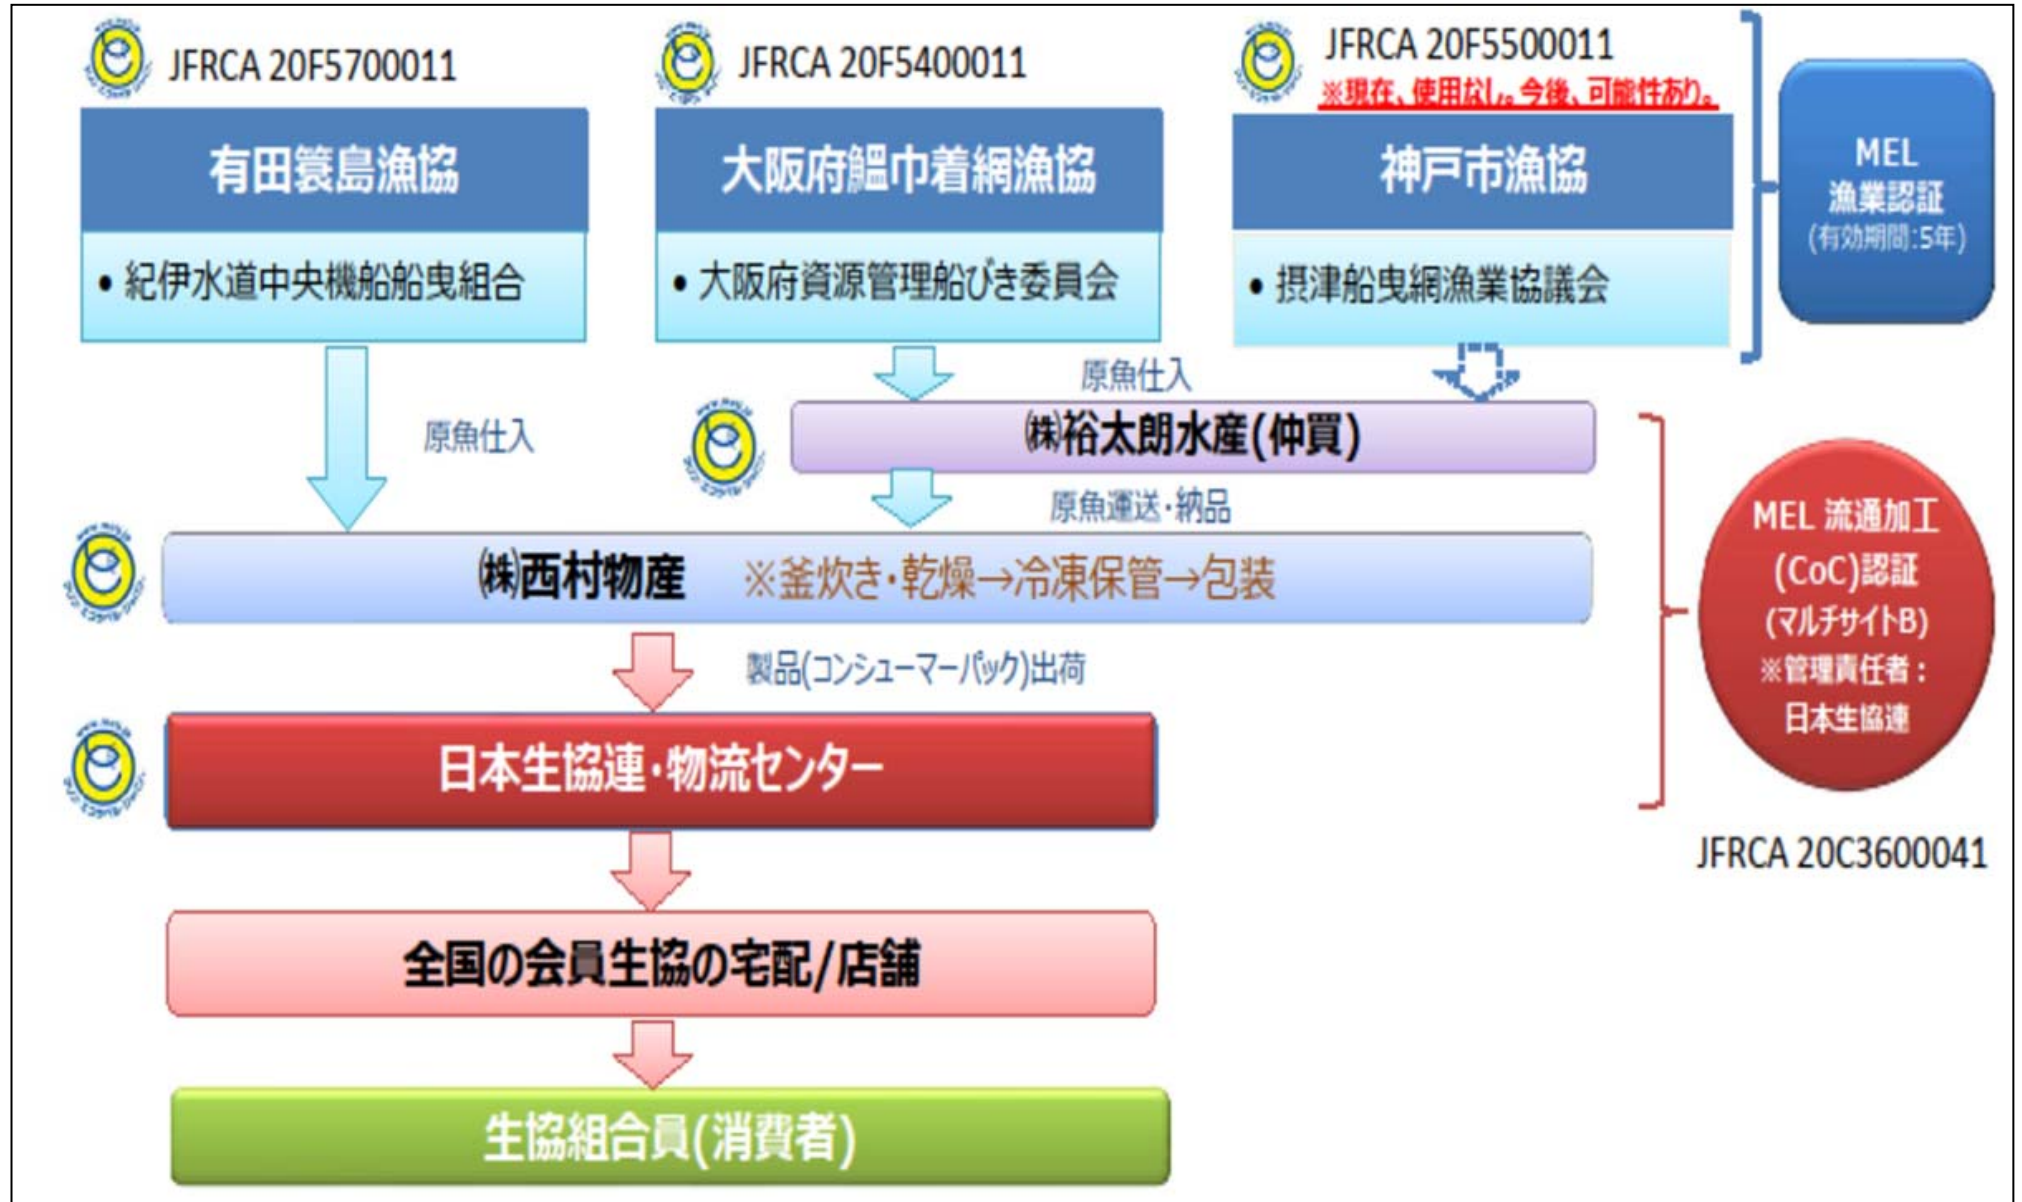 JFRCA 20F5700011
JFRCA 20F5400011
JFRCA 20F5500011
※現在、使用なし。今後、可能性あり。
有田簑島漁協
大阪府鰮巾着網漁協
神戸市漁協
• 紀伊水道中央機船船曳組合
• 大阪府資源管理船びき委員会
• 摂津船曳網漁業協議会
MEL
漁業認証
(有効期間:5年)
原魚仕入
原魚仕入
㈱裕太朗水産(仲買)
原魚運送・納品
㈱西村物産 ※釜炊き・乾燥→冷凍保管→包装
製品(コンシューマーパック)出荷
日本生協連・物流センター
MEL 流通加工
(CoC)認証
(マルチサイトB)
※管理責任者：
日本生協連
JFRCA 20C3600041
全国の会員生協の宅配/店舗
生協組合員(消費者)